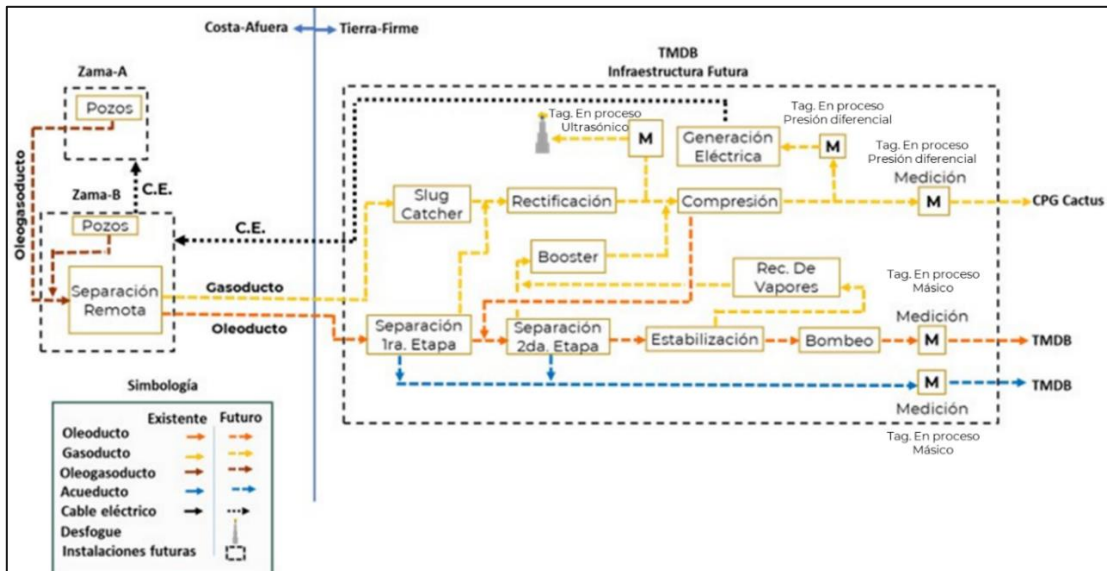 Costa-Afuera
Tierra-Firme
TMDB
Infraestructura Futura
Zama-A
Pozos
Oleogasoducto
C.E.
Zama-B
Pozos
Separación
Remota
Gasoducto
Oleoducto
C.E.
Tag. En proceso
Ultrasónico
M
Generación
Eléctrica
Tag. En proceso
Presión diferencial
M
Tag. En proceso
Presión diferencial
Medición
M
CPG Cactus
Slug
Catcher
Rectificación
Compresión
Booster
Rec. De
Vapores
Tag. En proceso
Másico
Separación
1ra. Etapa
Separación
2da. Etapa
Estabilización
Bombeo
Medición
M
TMDB
M
TMDB
Medición
Tag. En proceso
Másico
Simbología
Existente
Futuro
Oleoducto
Gasoducto
Oleogasoducto
Acueducto
Cable eléctrico
Desfogue
Instalaciones futuras